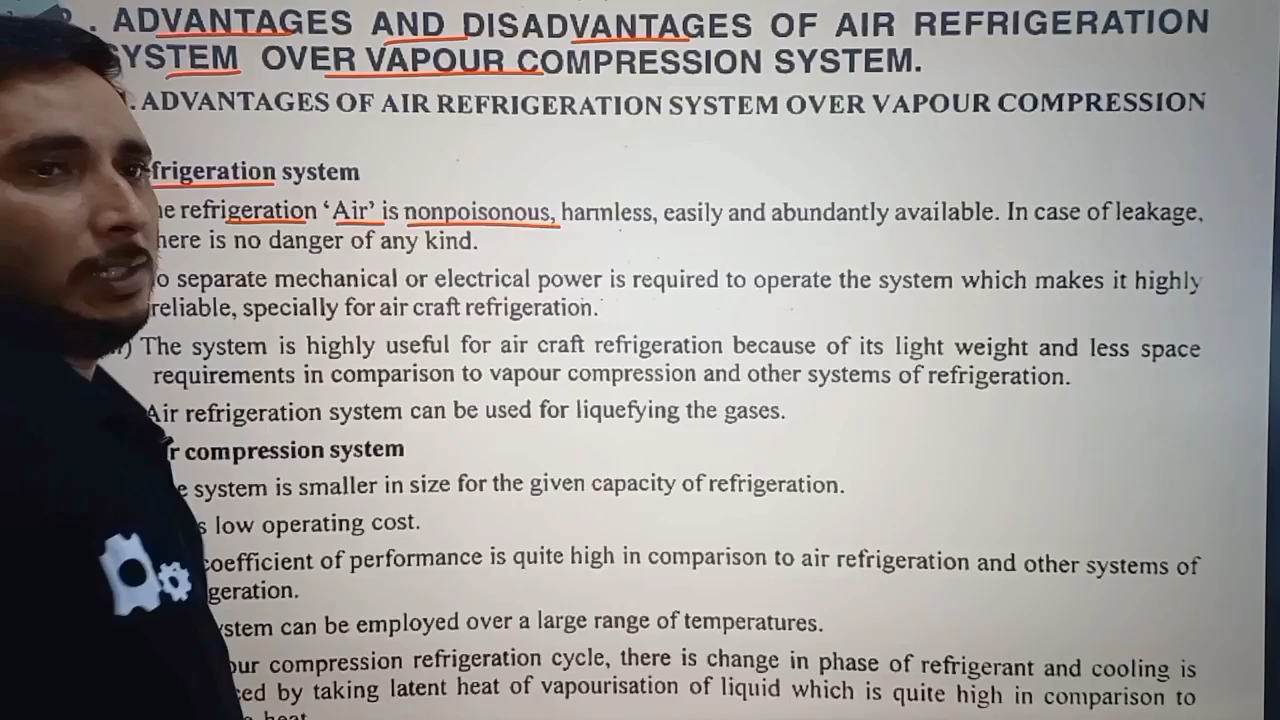 . ADVANTAGES AND DISADVANTAGES OF AIR REFRIGERATION
SYSTEM OVER VAPOUR COMPRESSION SYSTEM.
. ADVANTAGES OF AIR REFRIGERATION SYSTEM OVER VAPOUR COMPRESSION
frigeration system
he refrigeration ‘Air’ is nonpoisonous, harmless, easily and abundantly available. In case of leakage,
here is no danger of any kind.
o separate mechanical or electrical power is required to operate the system which makes it highly
reliable, specially for air craft refrigeration.
) The system is highly useful for air craft refrigeration because of its light weight and less space
requirements in comparison to vapour compression and other systems of refrigeration.
Air refrigeration system can be used for liquefying the gases.
r compression system
e system is smaller in size for the given capacity of refrigeration.
s low operating cost.
coefficient of performance is quite high in comparison to air refrigeration and other systems of
geration.
stem can be employed over a large range of temperatures.
our compression refrigeration cycle, there is change in phase of refrigerant and cooling is
ed by taking latent heat of vapourisation of liquid which is quite high in comparison to
heat